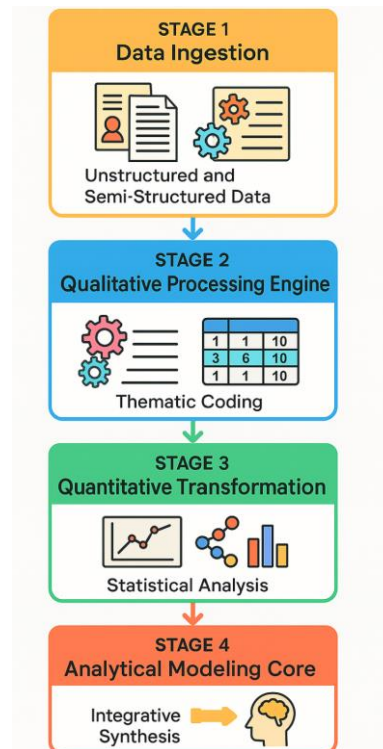 STAGE 1
Data Ingestion
Unstructured and
Semi-Structured Data
STAGE 2
Qualitative Processing Engine
1 1 10
3 6 10
1 1 10
Thematic Coding
STAGE 3
Quantitative Transformation
Statistical Analysis
STAGE 4
Analytical Modeling Core
Integrative
Synthesis